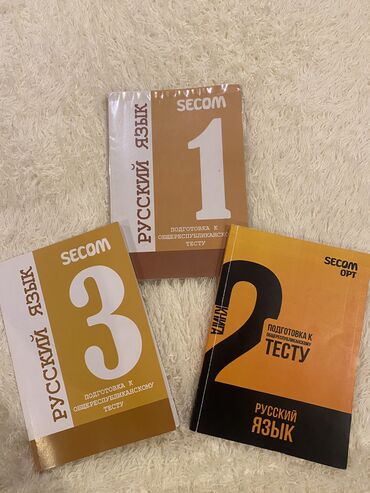 РУССКИЙ ЯЗЫК
SECOM
1
ПОДГОТОВКА К
ОБЩЕРЕСПУБЛИКАНСКОМУ
ТЕСТУ
РУССКИЙ ЯЗЫК
SECOM
3
ПОДГОТОВКА К
ОБЩЕРЕСПУБЛИКАНСКОМУ
ТЕСТУ
SECOM
ОРТ
КНИГА
2
ПОДГОТОВКА К
ОБЩЕРЕСПУБЛИКАНСКОМУ
ТЕСТУ
РУССКИЙ
ЯЗЫК